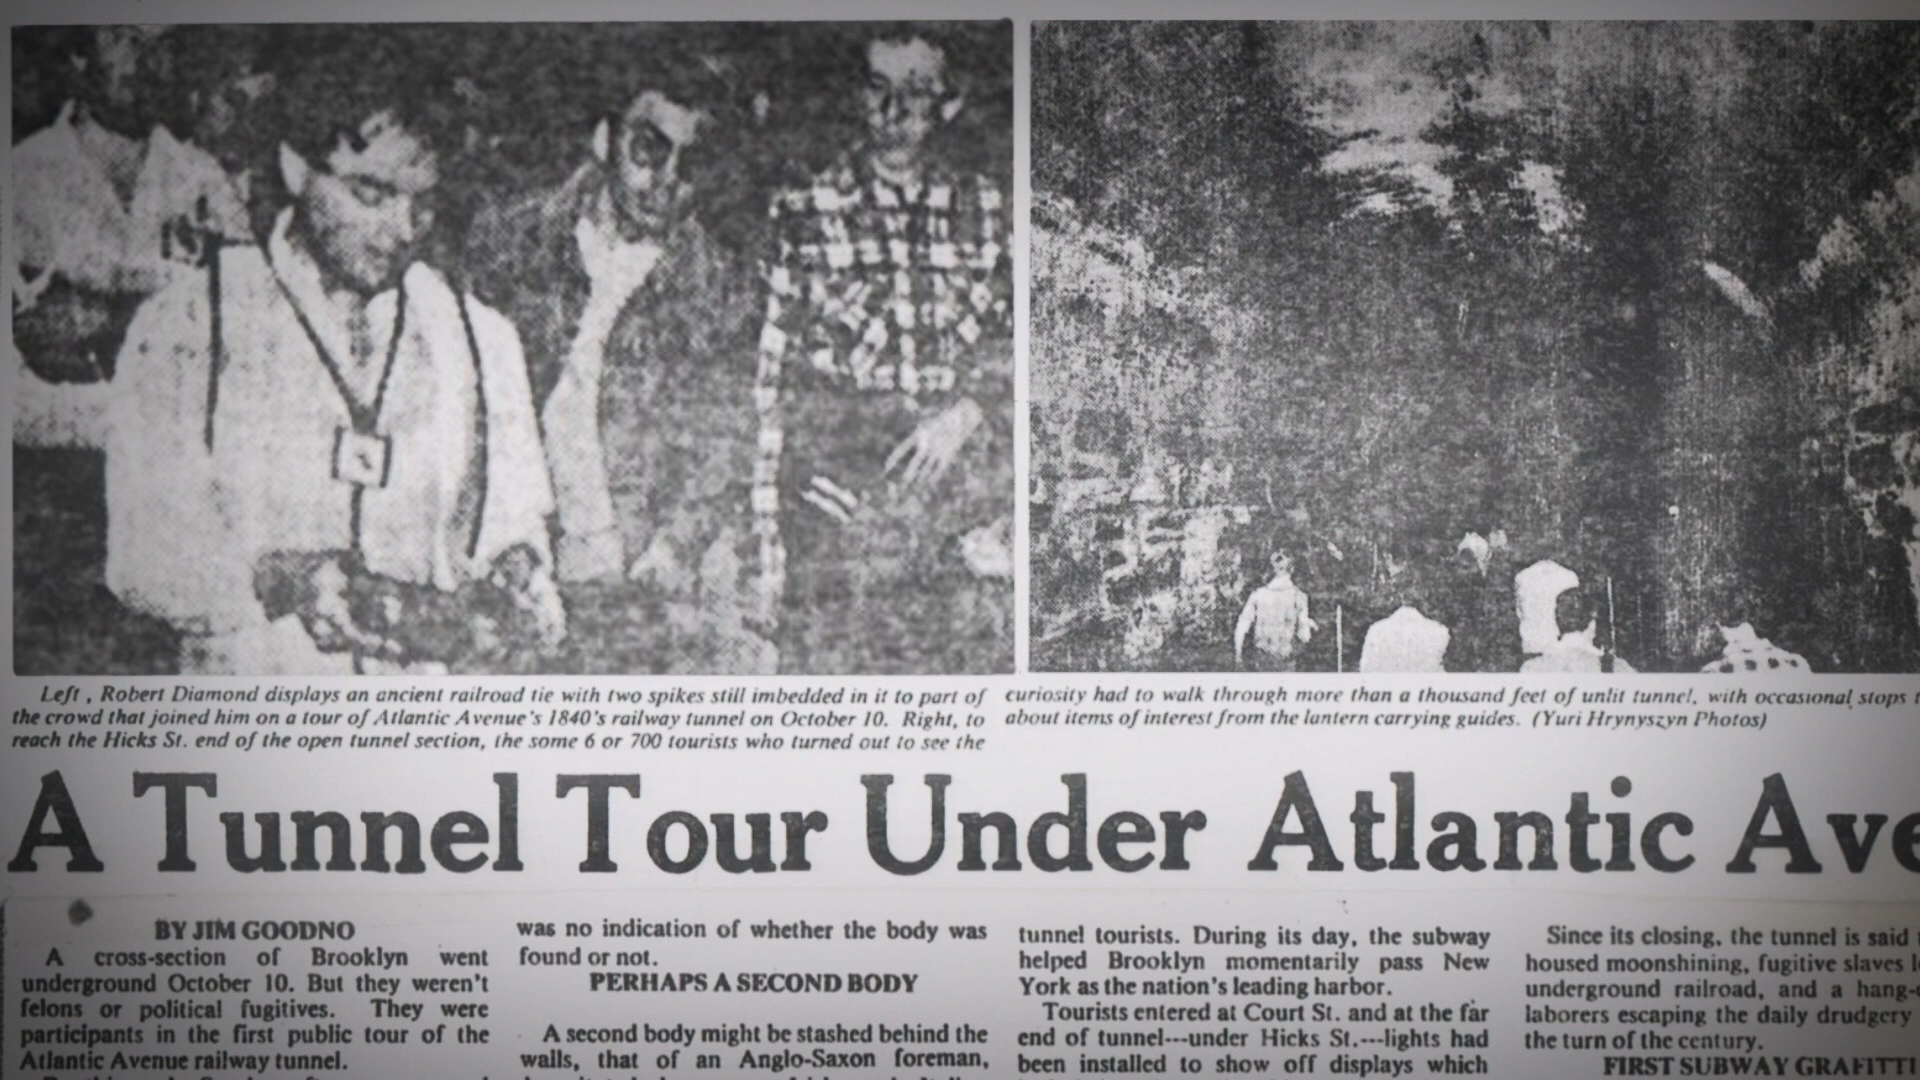 Left , Robert Diamond displays an ancient railroad tie with two spikes still imbedded in it to part of
the crowd that joined him on a tour of Atlantic Avenue's 1840's railway tunnel on October 10. Right, to
reach the Hicks St. end of the open tunnel section, the some 6 or 700 tourists who turned out to see the
curiosity had to walk through more than a thousand feet of unlit tunnel, with occasional stops
about items of interest from the lantern carrying guides. (Yuri Hrynyszyn Photos)
A Tunnel Tour Under Atlantic Ave
BY JIM GOODNO
A cross-section of Brooklyn went
underground October 10. But they weren't
felons or political fugitives. They were
participants in the first public tour of the
Atlantic Avenue railway tunnel.
was no indication of whether the body was
found or not.
PERHAPS A SECOND BODY
A second body might be stashed behind the
walls, that of an Anglo-Saxon foreman,
tunnel tourists. During its day, the subway
helped Brooklyn momentarily pass New
York as the nation's leading harbor.
Tourists entered at Court St. and at the far
end of tunnel---under Hicks St.---lights had
been installed to show off displays which
Since its closing, the tunnel is said
housed moonshining, fugitive slaves
underground railroad, and a hang-
laborers escaping the daily drudgery
the turn of the century.
FIRST SUBWAY GRAFITTI